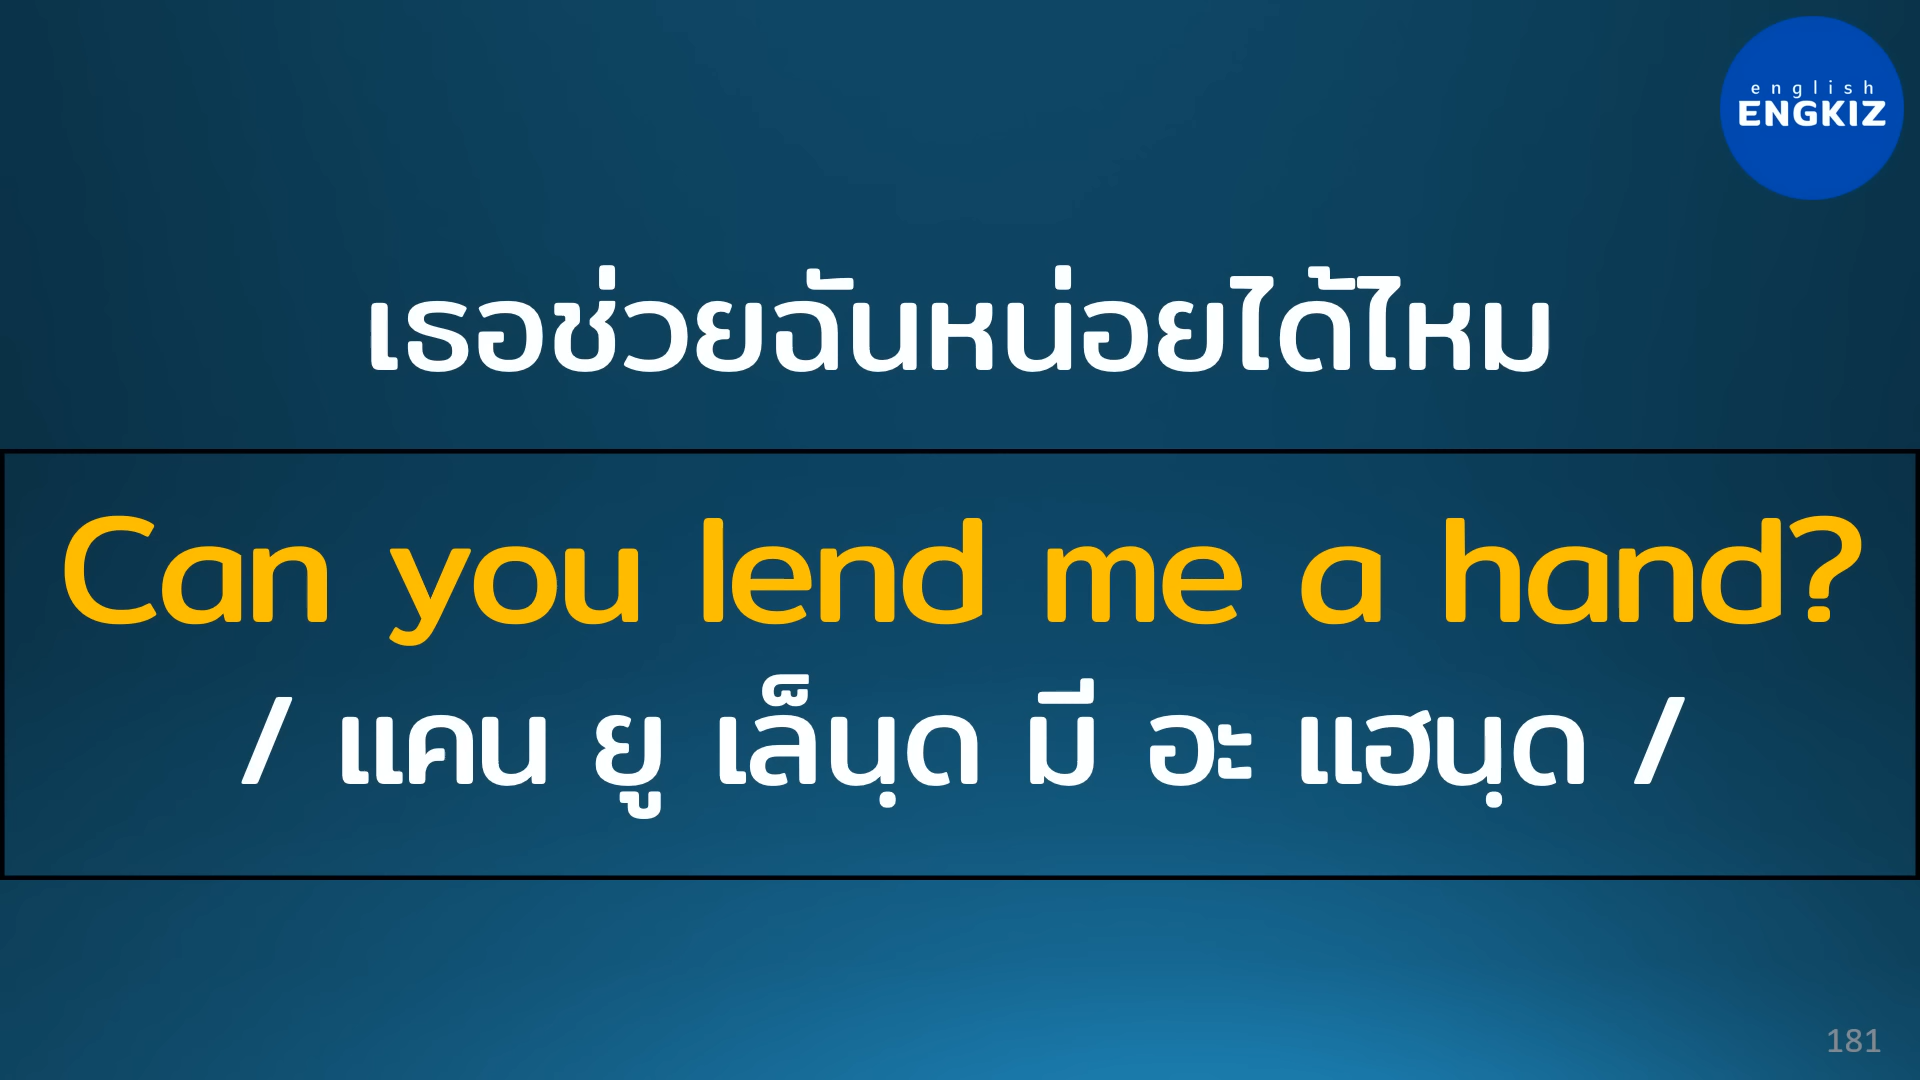 english
ENGKIZ
เธอช่วยฉันหน่อยได้ไหม
Can you lend me a hand?
/ แคน ยู เล็นฺด มี อะ แฮนฺด /
181